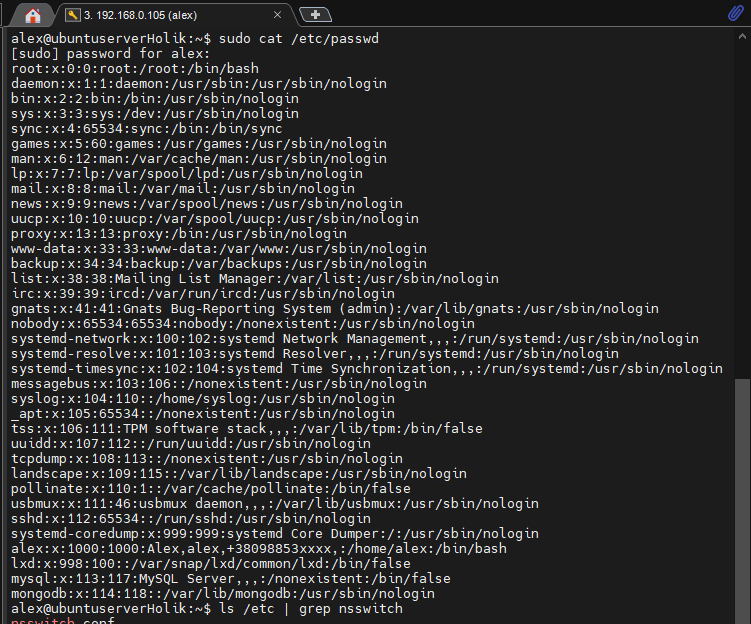 3. 192.168.0.105 (alex)
alex@ubuntuserverHolik:~$ sudo cat /etc/passwd
[sudo] password for alex:
root:x:0:0:root:/root:/bin/bash
daemon:x:1:1:daemon:/usr/sbin:/usr/sbin/nologin
bin:x:2:2:bin:/bin:/usr/sbin/nologin
sys:x:3:3:sys:/dev:/usr/sbin/nologin
sync:x:4:65534:sync:/bin:/bin/sync
games:x:5:60:games:/usr/games:/usr/sbin/nologin
man:x:6:12:man:/var/cache/man:/usr/sbin/nologin
lp:x:7:7:lp:/var/spool/lpd:/usr/sbin/nologin
mail:x:8:8:mail:/var/mail:/usr/sbin/nologin
news:x:9:9:news:/var/spool/news:/usr/sbin/nologin
uucp:x:10:10:uucp:/var/spool/uucp:/usr/sbin/nologin
proxy:x:13:13:proxy:/bin:/usr/sbin/nologin
www-data:x:33:33:www-data:/var/www:/usr/sbin/nologin
backup:x:34:34:backup:/var/backups:/usr/sbin/nologin
list:x:38:38:Mailing List Manager:/var/list:/usr/sbin/nologin
irc:x:39:39:ircd:/var/run/ircd:/usr/sbin/nologin
gnats:x:41:41:Gnats Bug-Reporting System (admin):/var/lib/gnats:/usr/sbin/nologin
nobody:x:65534:65534:nobody:/nonexistent:/usr/sbin/nologin
systemd-network:x:100:102:systemd Network Management,,,:/run/systemd:/usr/sbin/nologin
systemd-resolve:x:101:103:systemd Resolver,,,:/run/systemd:/usr/sbin/nologin
systemd-timesync:x:102:104:systemd Time Synchronization,,,:/run/systemd:/usr/sbin/nologin
messagebus:x:103:106::/nonexistent:/usr/sbin/nologin
syslog:x:104:110::/home/syslog:/usr/sbin/nologin
_apt:x:105:65534::/nonexistent:/usr/sbin/nologin
tss:x:106:111:TPM software stack,,,:/var/lib/tpm:/bin/false
uuidd:x:107:112::/run/uuidd:/usr/sbin/nologin
tcpdump:x:108:113::/nonexistent:/usr/sbin/nologin
landscape:x:109:115::/var/lib/landscape:/usr/sbin/nologin
pollinate:x:110:1::/var/cache/pollinate:/bin/false
usbmux:x:111:46:usbmux daemon,,,:/var/lib/usbmux:/usr/sbin/nologin
sshd:x:112:65534::/run/sshd:/usr/sbin/nologin
systemd-coredump:x:999:999:systemd Core Dumper:/:/usr/sbin/nologin
alex:x:1000:1000:Alex,alex,+38098853xxxx,:/home/alex:/bin/bash
lxd:x:998:100::/var/snap/lxd/common/lxd:/bin/false
mysql:x:113:117:MySQL Server,,,:/nonexistent:/bin/false
mongodb:x:114:118::/var/lib/mongodb:/usr/sbin/nologin
alex@ubuntuserverHolik:~$ ls /etc | grep nsswitch
nsswitch.conf